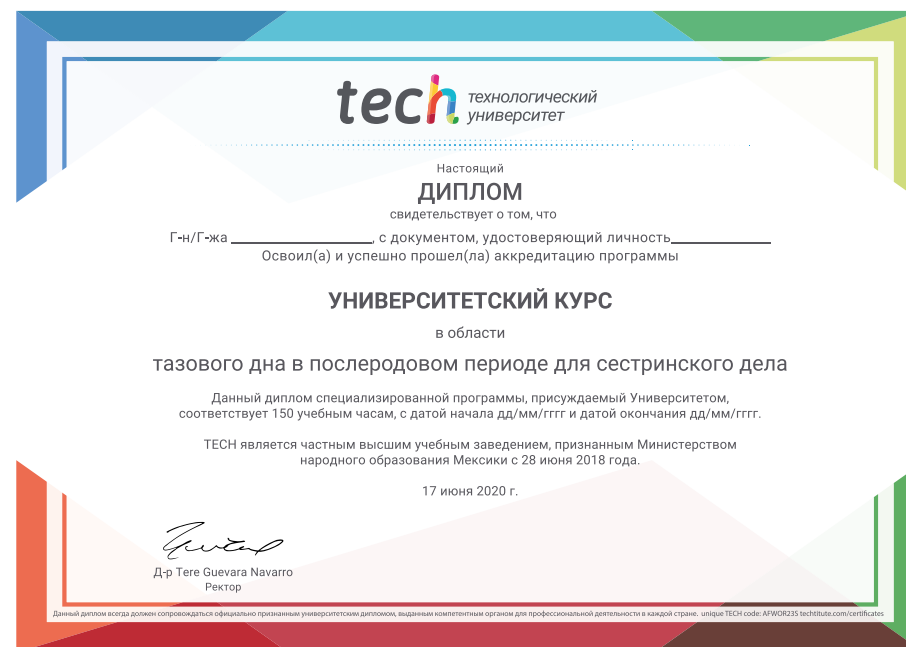 tech технологический университет
Настоящий
ДИПЛОМ
свидетельствует о том, что
Г-н/Г-жа ____________________, с документом, удостоверяющий личность______________
Освоил(а) и успешно прошел(ла) аккредитацию программы
УНИВЕРСИТЕТСКИЙ КУРС
в области
тазового дна в послеродовом периоде для сестринского дела
Данный диплом специализированной программы, присуждаемый Университетом,
соответствует 150 учебным часам, с датой начала дд/мм/гггг и датой окончания дд/мм/гггг.
TECH является частным высшим учебным заведением, признанным Министерством
народного образования Мексики с 28 июня 2018 года.
17 июня 2020 г.
Д-р Tere Guevara Navarro
Ректор
Данный диплом всегда должен сопровождаться официально признанным университетским дипломом, выданным компетентным органом для профессиональной деятельности в каждой стране. unique TECH code: AFWOR23S techtitute.com/certificates